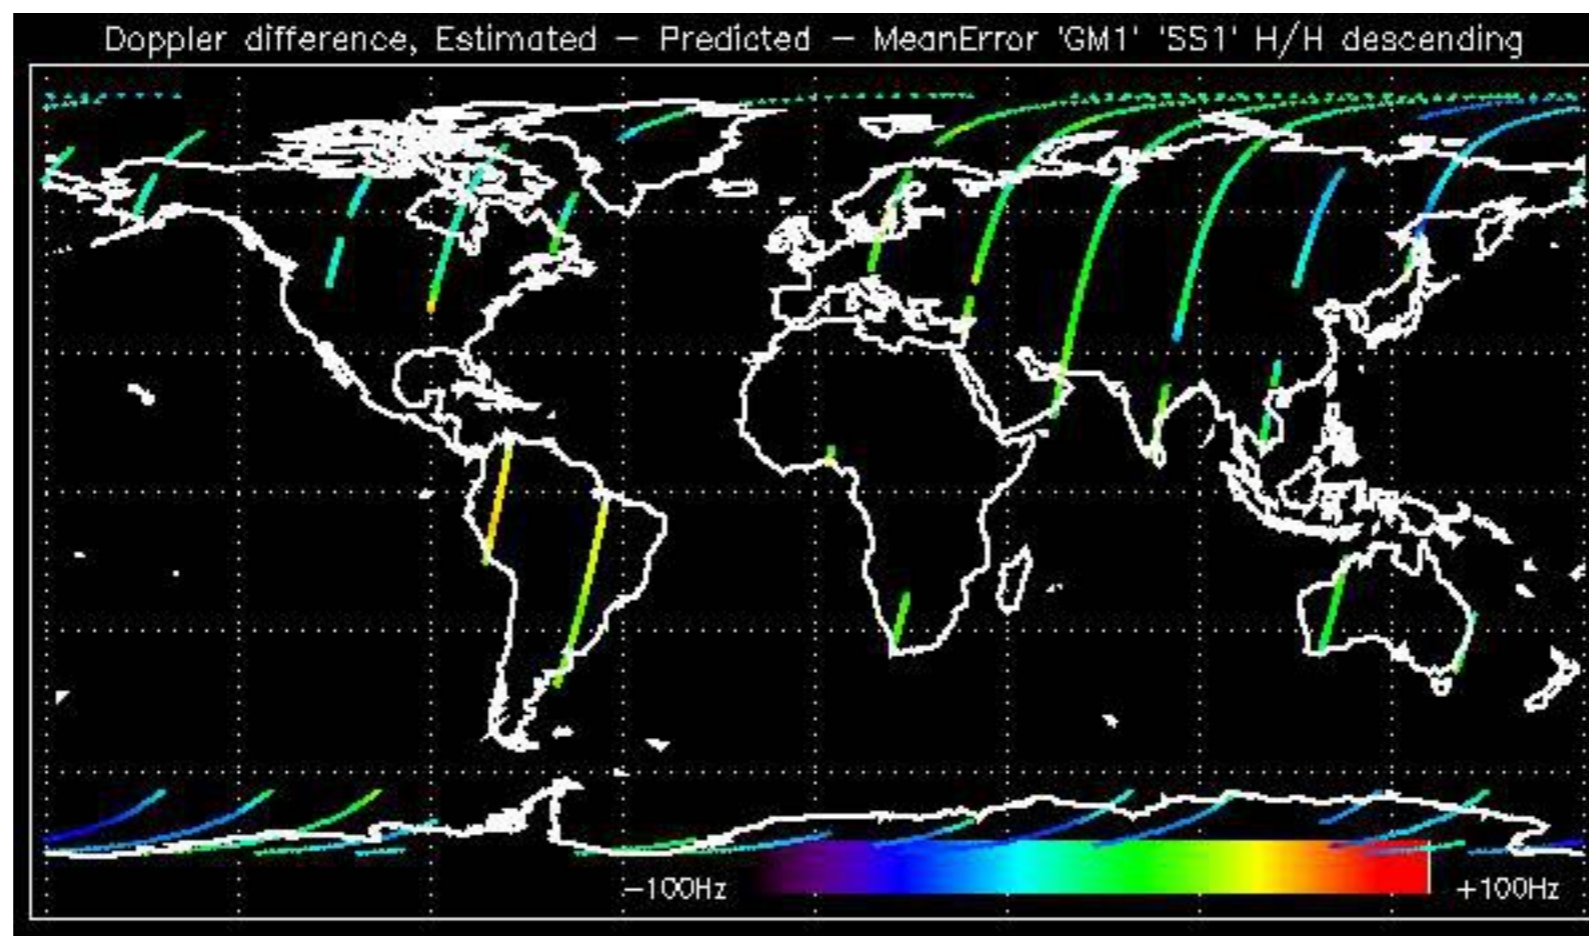 Doppler difference, Estimated – Predicted – MeanError 'GM1' 'SS1' H/H descending
–100Hz +100Hz